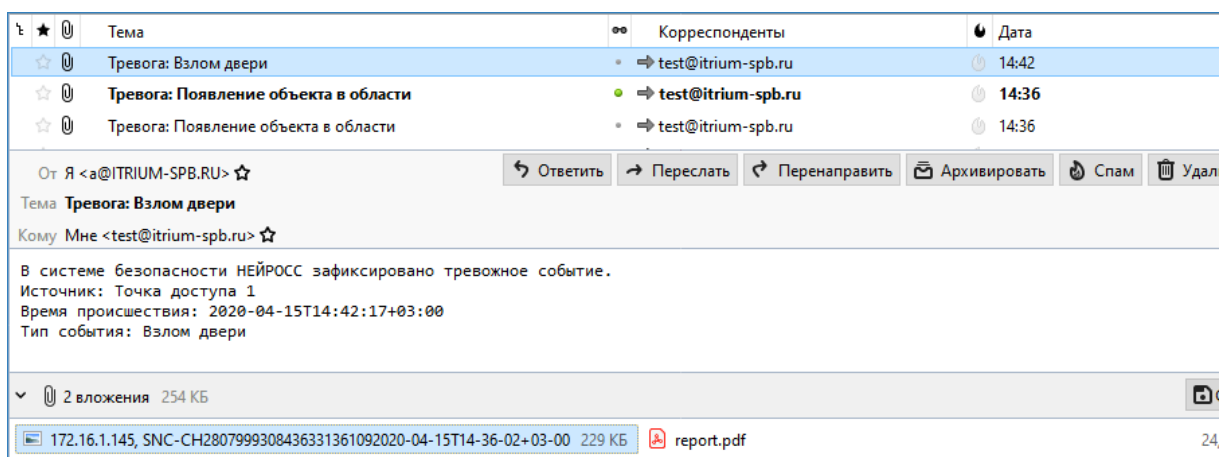 Тема Корреспонденты Дата
Тревога: Взлом двери test@itrium-spb.ru 14:42
Тревога: Появление объекта в области test@itrium-spb.ru 14:36
Тревога: Появление объекта в области test@itrium-spb.ru 14:36
От Я <a@ITRIUM-SPB.RU> Ответить Переслать Перенаправить Архивировать Спам Удал
Тема Тревога: Взлом двери
Кому Мне <test@itrium-spb.ru>
В системе безопасности НЕЙРОСС зафиксировано тревожное событие.
Источник: Точка доступа 1
Время происшествия: 2020-04-15T14:42:17+03:00
Тип события: Взлом двери
2 вложения 254 КБ
172.16.1.145, SNC-CH2807999308436331361092020-04-15T14-36-02+03-00 229 КБ report.pdf 24,